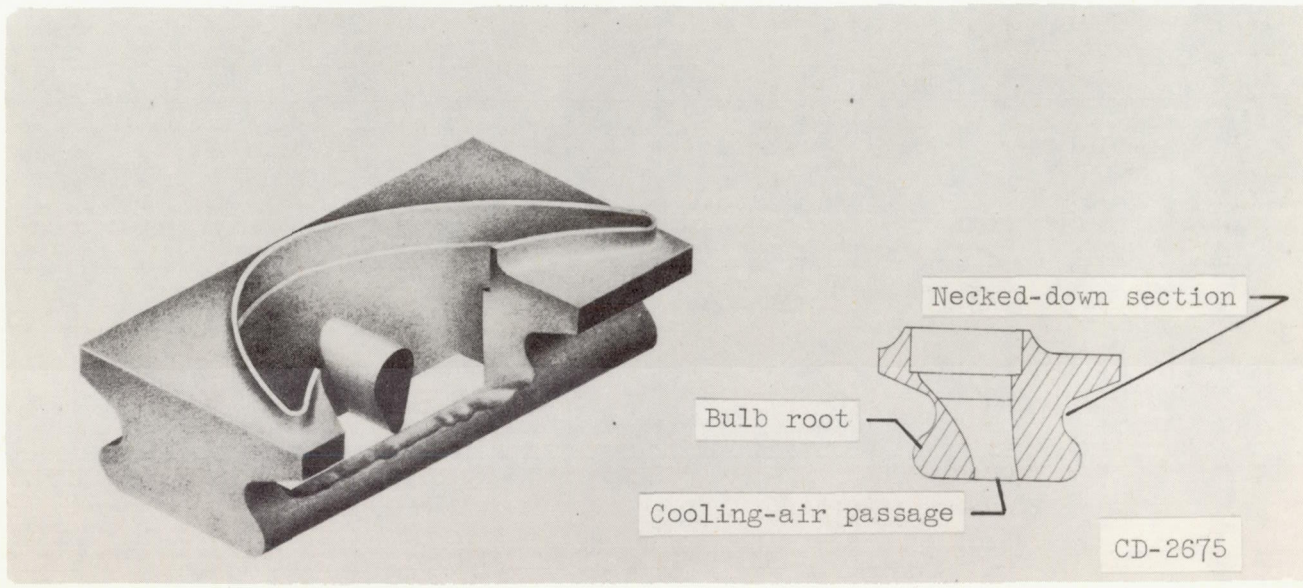 Necked-down section
Bulb root
Cooling-air passage
CD-2675